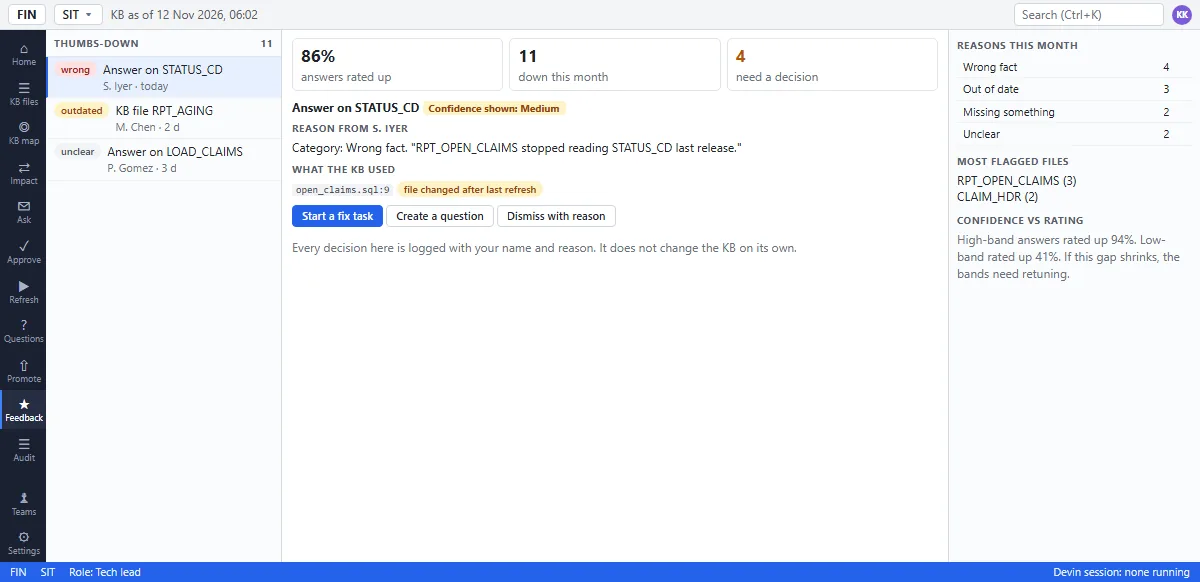 FIN SIT KB as of 12 Nov 2026, 06:02 Search (Ctrl+K) KK
Home
KB files
KB map
Impact
Ask
Approve
Refresh
Questions
Promote
Feedback
Audit
Teams
Settings
THUMBS-DOWN 11
wrong Answer on STATUS_CD
S. Iyer · today
outdated KB file RPT_AGING
M. Chen · 2 d
unclear Answer on LOAD_CLAIMS
P. Gomez · 3 d
86%
answers rated up
11
down this month
4
need a decision
Answer on STATUS_CD Confidence shown: Medium
REASON FROM S. IYER
Category: Wrong fact. "RPT_OPEN_CLAIMS stopped reading STATUS_CD last release."
WHAT THE KB USED
open_claims.sql:9 file changed after last refresh
Start a fix task Create a question Dismiss with reason
Every decision here is logged with your name and reason. It does not change the KB on its own.
REASONS THIS MONTH
Wrong fact 4
Out of date 3
Missing something 2
Unclear 2
MOST FLAGGED FILES
RPT_OPEN_CLAIMS (3)
CLAIM_HDR (2)
CONFIDENCE VS RATING
High-band answers rated up 94%. Low-
band rated up 41%. If this gap shrinks, the
bands need retuning.
FIN SIT Role: Tech lead Devin session: none running